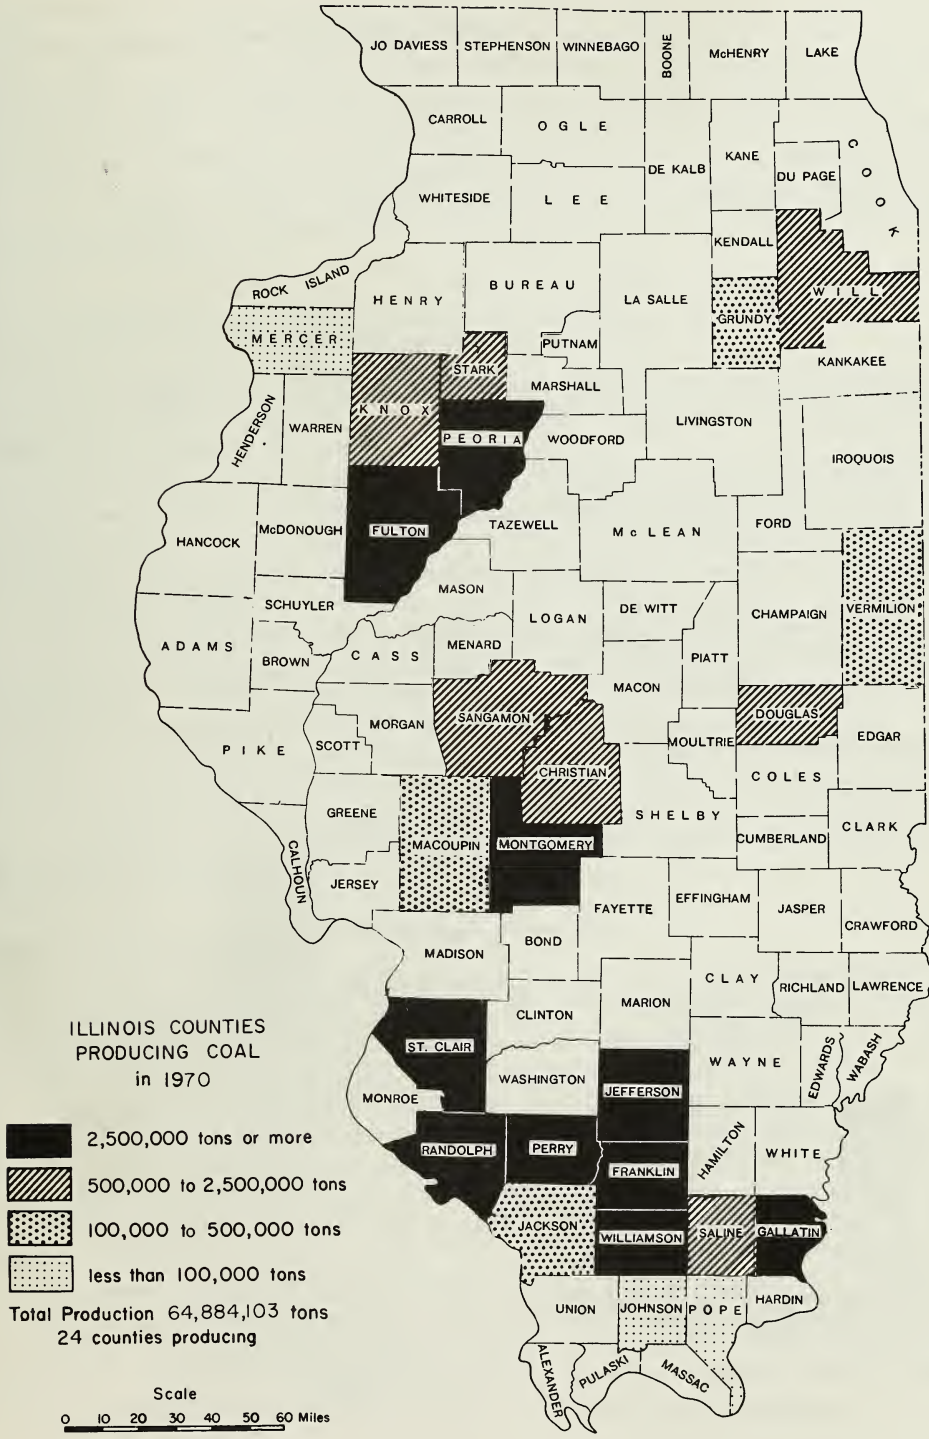 JO DAVIESS
STEPHENSON
WINNEBAGO
BOONE
McHENRY
LAKE
CARROLL
OGLE
DE KALB
KANE
COOK
DU PAGE
WHITESIDE
LEE
KENDALL
WILL
ROCK ISLAND
HENRY
BUREAU
LA SALLE
GRUNDY
MERCER
PUTNAM
STARK
KANKAKEE
MARSHALL
HENDERSON
WARREN
KNOX
PEORIA
WOODFORD
LIVINGSTON
IROQUOIS
HANCOCK
McDONOUGH
FULTON
TAZEWELL
McLEAN
FORD
MASON
SCHUYLER
LOGAN
DE WITT
CHAMPAIGN
VERMILION
ADAMS
BROWN
CASS
MENARD
PIATT
MACON
MORGAN
SANGAMON
DOUGLAS
PIKE
SCOTT
MOULTRIE
EDGAR
CHRISTIAN
COLES
GREENE
SHELBY
MACOUPIN
MONTGOMERY
CUMBERLAND
CLARK
CALHOUN
JERSEY
FAYETTE
EFFINGHAM
JASPER
CRAWFORD
MADISON
BOND
CLAY
RICHLAND
LAWRENCE
MARION
CLINTON
ST. CLAIR
WAYNE
EDWARDS
WABASH
WASHINGTON
JEFFERSON
MONROE
RANDOLPH
PERRY
FRANKLIN
HAMILTON
WHITE
JACKSON
WILLIAMSON
SALINE
GALLATIN
UNION
JOHNSON
POPE
HARDIN
ALEXANDER
PULASKI
MASSAC
ILLINOIS COUNTIES
PRODUCING COAL
in 1970
2,500,000 tons or more
500,000 to 2,500,000 tons
100,000 to 500,000 tons
less than 100,000 tons
Total Production 64,884,103 tons
24 counties producing
Scale
0 10 20 30 40 50 60 Miles